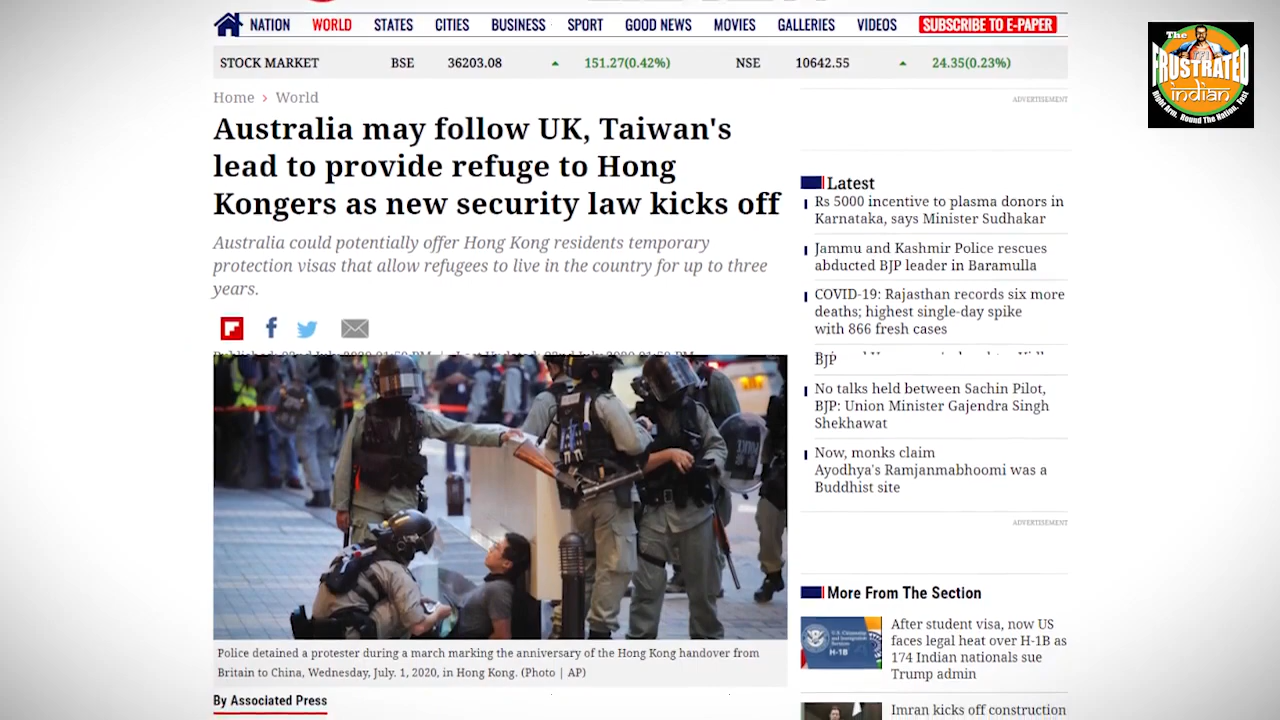 NATION WORLD STATES CITIES BUSINESS SPORT GOOD NEWS MOVIES GALLERIES VIDEOS SUBSCRIBE TO E-PAPER
STOCK MARKET BSE 36203.08 151.27(0.42%) NSE 10642.55 24.35(0.23%)
Home › World
Australia may follow UK, Taiwan's
lead to provide refuge to Hong
Kongers as new security law kicks off
Australia could potentially offer Hong Kong residents temporary
protection visas that allow refugees to live in the country for up to three
years.
POLICE
Police detained a protester during a march marking the anniversary of the Hong Kong handover from
Britain to China, Wednesday, July. 1, 2020, in Hong Kong. (Photo | AP)
By Associated Press
ADVERTISEMENT
Latest
Rs 5000 incentive to plasma donors in
Karnataka, says Minister Sudhakar
Jammu and Kashmir Police rescues
abducted BJP leader in Baramulla
COVID-19: Rajasthan records six more
deaths; highest single-day spike
with 866 fresh cases
BJP
No talks held between Sachin Pilot,
BJP: Union Minister Gajendra Singh
Shekhawat
Now, monks claim
Ayodhya's Ramjanmabhoomi was a
Buddhist site
ADVERTISEMENT
More From The Section
H-1B
After student visa, now US
faces legal heat over H-1B as
174 Indian nationals sue
Trump admin
Imran kicks off construction
The
FRUSTRATED
indian
Right Arm, Round The Nation, Fast